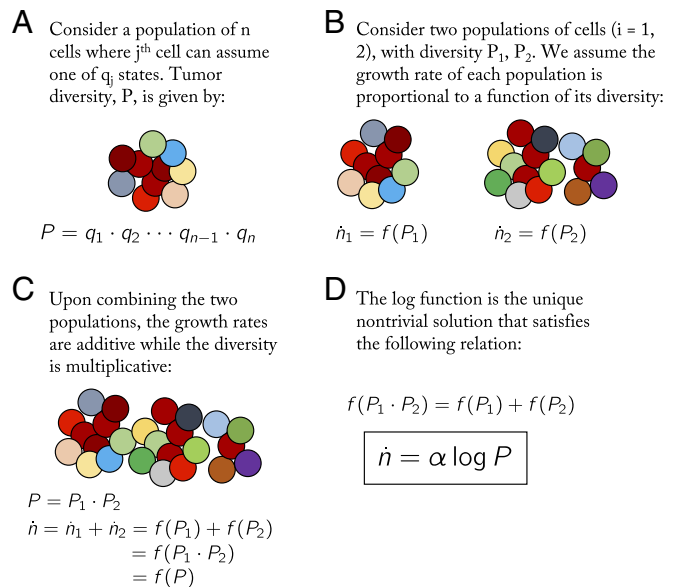 A
Consider a population of n
cells where jᵗʰ cell can assume
one of qⱼ states. Tumor
diversity, P, is given by:
P = q₁ · q₂ · · · qₙ₋₁ · qₙ
B
Consider two populations of cells (i = 1,
2), with diversity P₁, P₂. We assume the
growth rate of each population is
proportional to a function of its diversity:
ṅ₁ = f(P₁)
ṅ₂ = f(P₂)
C
Upon combining the two
populations, the growth rates
are additive while the diversity
is multiplicative:
P = P₁ · P₂
ṅ = ṅ₁ + ṅ₂ = f(P₁) + f(P₂)
= f(P₁ · P₂)
= f(P)
D
The log function is the unique
nontrivial solution that satisfies
the following relation:
f(P₁ · P₂) = f(P₁) + f(P₂)
ṅ = α log P